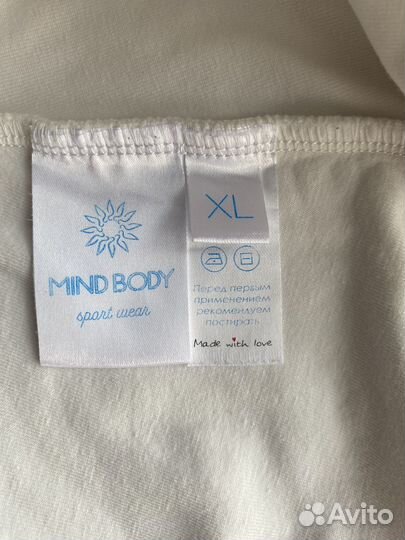 MIND BODY
sport wear
XL
Перед первым
применением
рекомендуем
постирать
Made with love
Avito